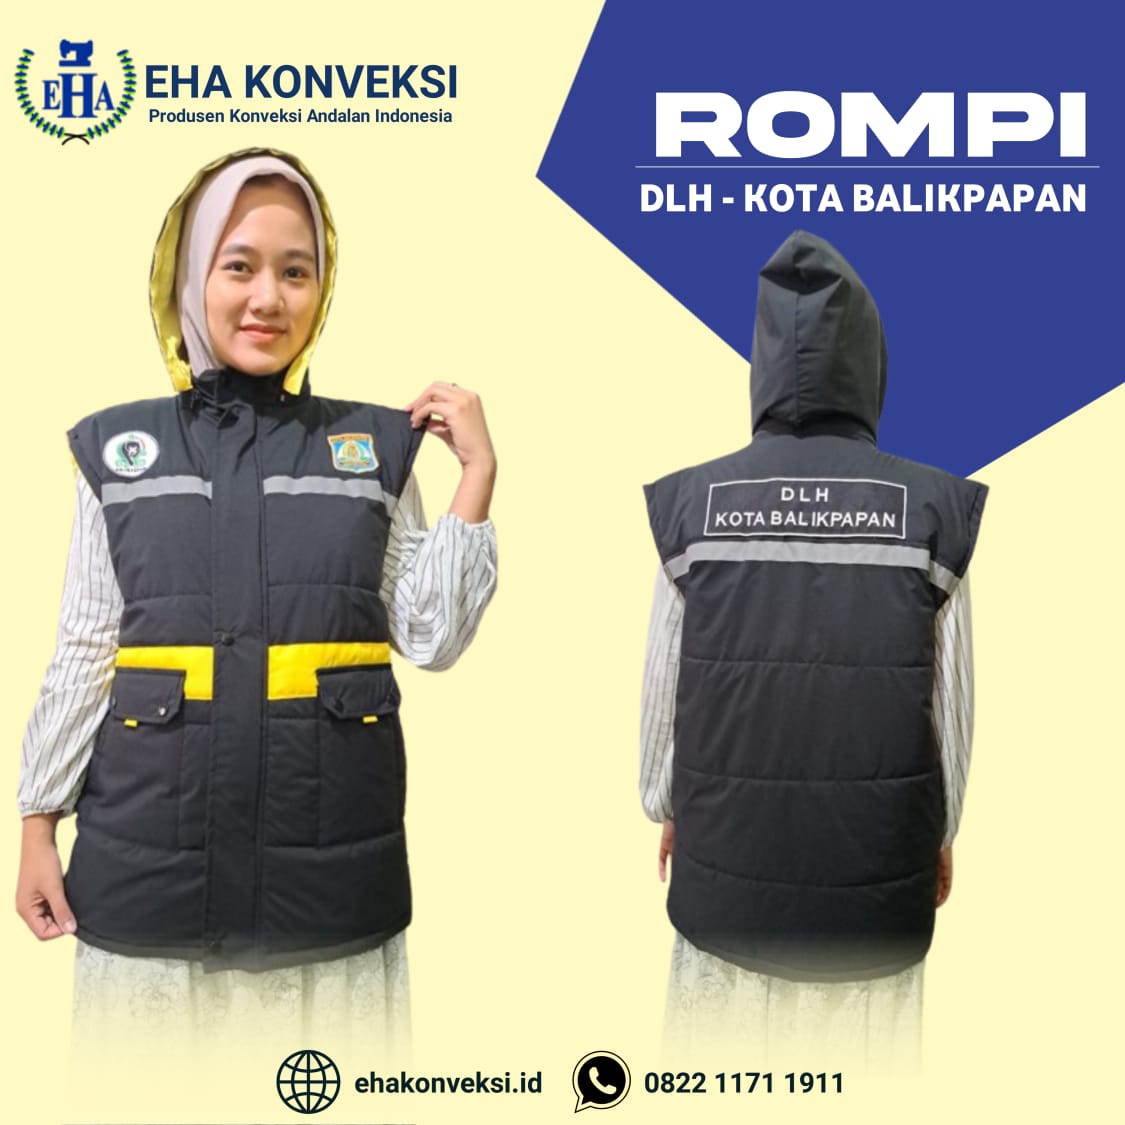 EHA
EHA KONVEKSI
Produsen Konveksi Andalan Indonesia
ROMPI
DLH - KOTA BALIKPAPAN
DLH
KOTA BALIKPAPAN
ehakonveksi.id
0822 1171 1911